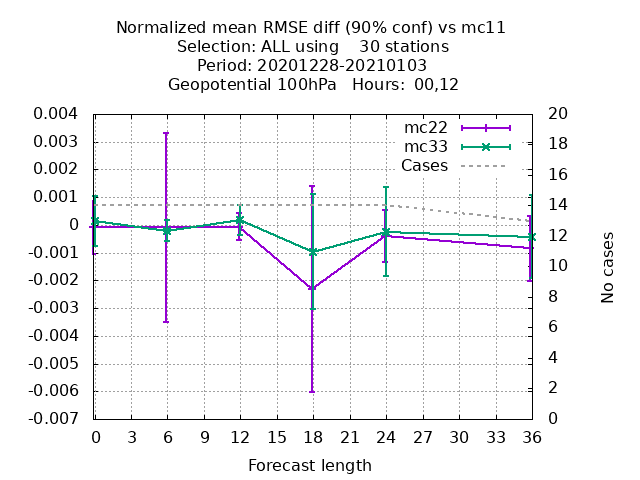 Normalized mean RMSE diff (90% conf) vs mc11
Selection: ALL using    30 stations
Period: 20201228-20210103
Geopotential 100hPa   Hours: 00,12
mc22
mc33
Cases
0.004
0.003
0.002
0.001
0
-0.001
-0.002
-0.003
-0.004
-0.005
-0.006
-0.007
20
18
16
14
12
10
8
6
4
2
0
No cases
0 3 6 9 12 15 18 21 24 27 30 33 36
Forecast length